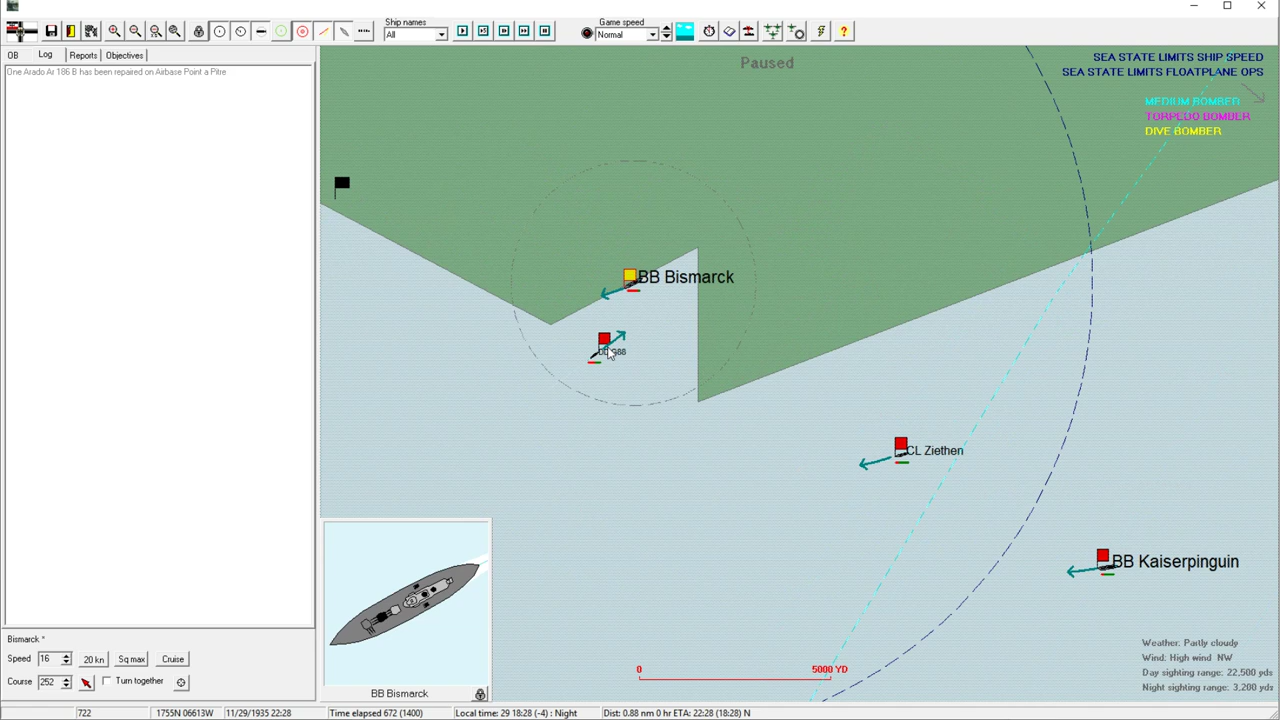 Ship names
Game speed
All
Normal
OB
Log
Reports
Objectives
One Arado Ar 186 B has been repaired on Airbase Point a Pitre
Paused
SEA STATE LIMITS SHIP SPEED
SEA STATE LIMITS FLOATPLANE OPS
MEDIUM BOMBER
TORPEDO BOMBER
DIVE BOMBER
BB Bismarck
CL Ziethen
BB Kaiserpinguin
0 5000 YD
Weather: Partly cloudy
Wind: High wind NW
Day sighting range: 22,500 yds
Night sighting range: 3,200 yds
BB Bismarck
Bismarck *
Speed 16 20 kn Sq max Cruise
Course 252 Turn together
722 1755N 06613W 11/29/1935 22:28 Time elapsed 672 (1400) Local time: 29 18:28 (-4) : Night Dist: 0.88 nm 0 hr ETA: 22:28 (18:28) N